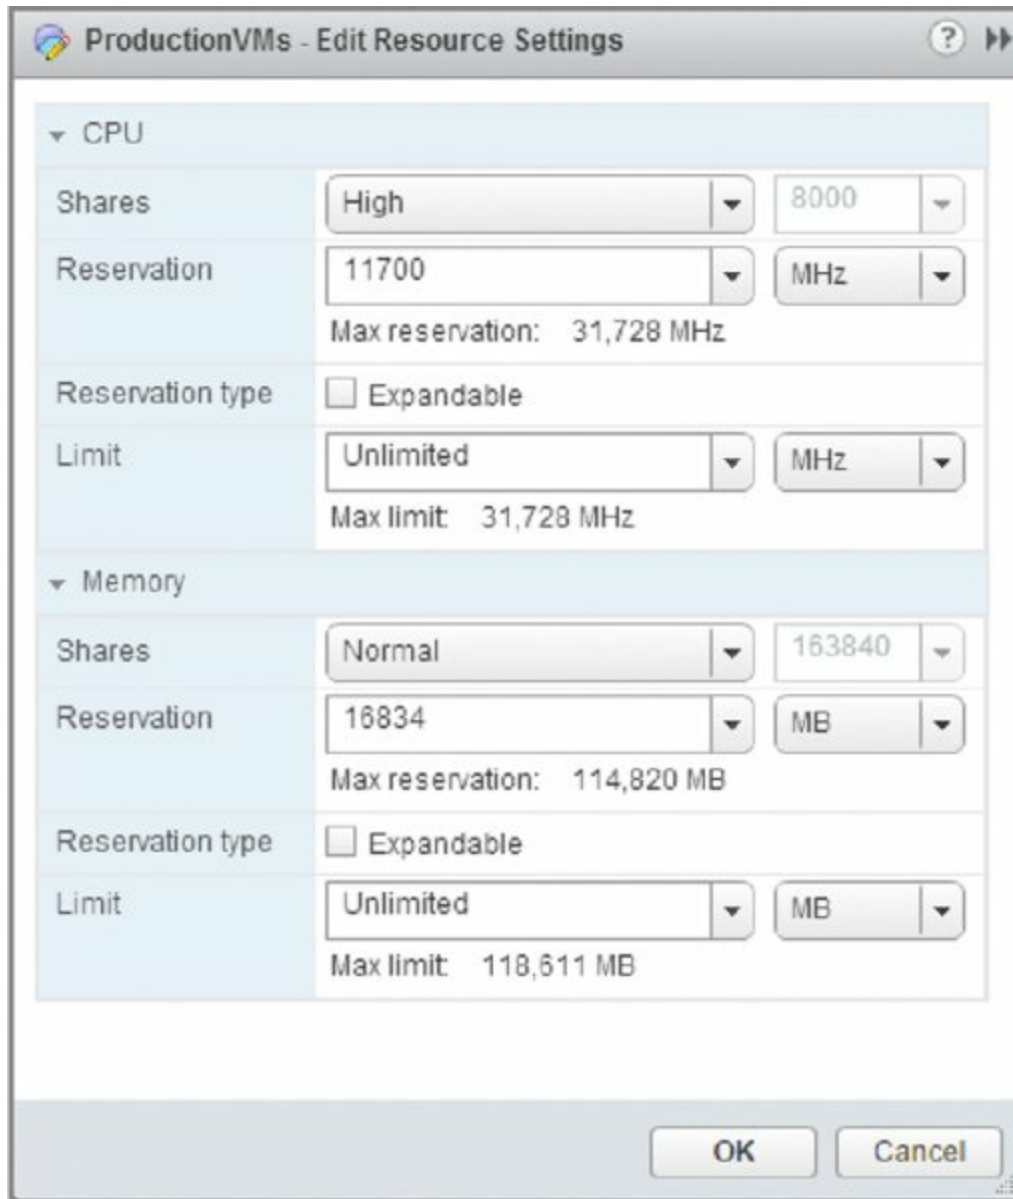 ProductionVMs - Edit Resource Settings ?
CPU
Shares High 8000
Reservation 11700 MHz
Max reservation: 31,728 MHz
Reservation type Expandable
Limit Unlimited MHz
Max limit: 31,728 MHz
Memory
Shares Normal 163840
Reservation 16834 MB
Max reservation: 114,820 MB
Reservation type Expandable
Limit Unlimited MB
Max limit: 118,611 MB
OK Cancel